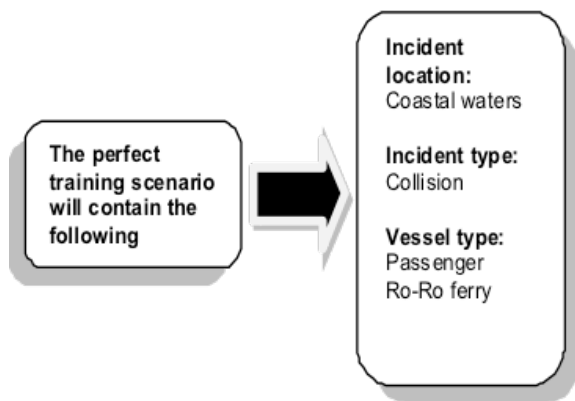 The perfect
training scenario
will contain the
following
Incident
location:
Coastal waters
Incident type:
Collision
Vessel type:
Passenger
Ro-Ro ferry